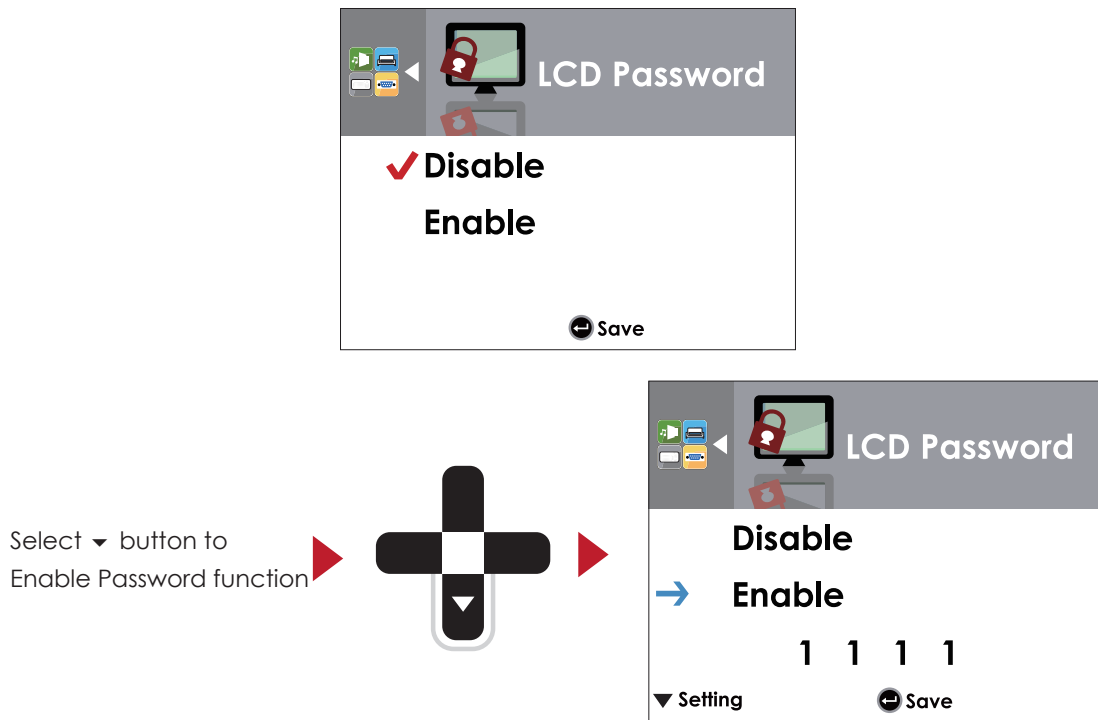 LCD Password
Disable
Enable
Save
Select ▼ button to
Enable Password function
LCD Password
Disable
Enable
1 1 1 1
Setting
Save